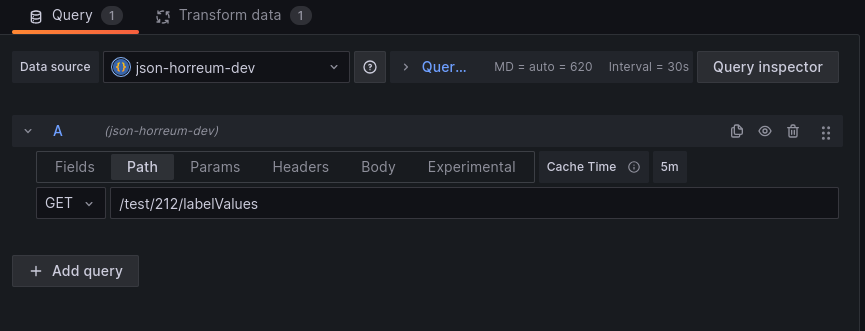 Query 1 Transform data 1
Data source json-horreum-dev Quer... MD = auto = 620 Interval = 30s Query inspector
A (json-horreum-dev)
Fields Path Params Headers Body Experimental Cache Time 5m
GET /test/212/labelValues
+ Add query